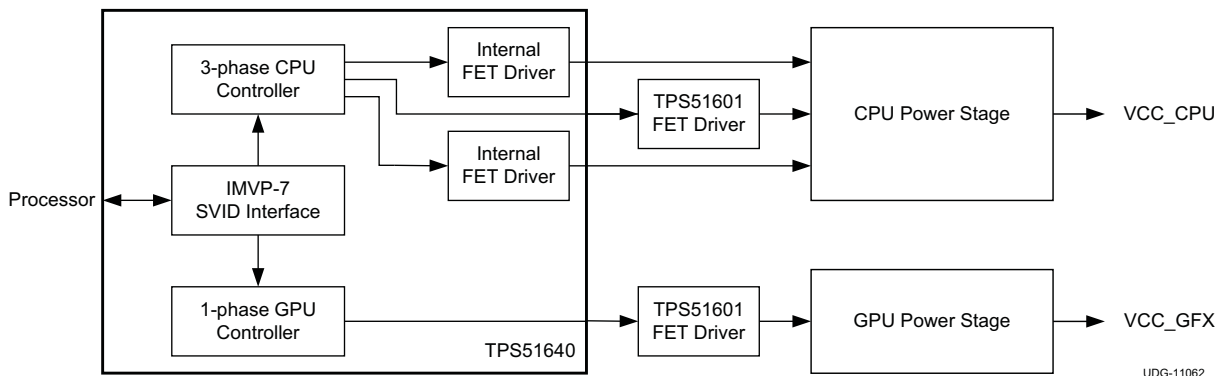 Internal
FET Driver
3-phase CPU
Controller
TPS51601
FET Driver
CPU Power Stage
VCC_CPU
Internal
FET Driver
Processor
IMVP-7
SVID Interface
1-phase GPU
Controller
TPS51601
FET Driver
GPU Power Stage
VCC_GFX
TPS51640
UDG-11062